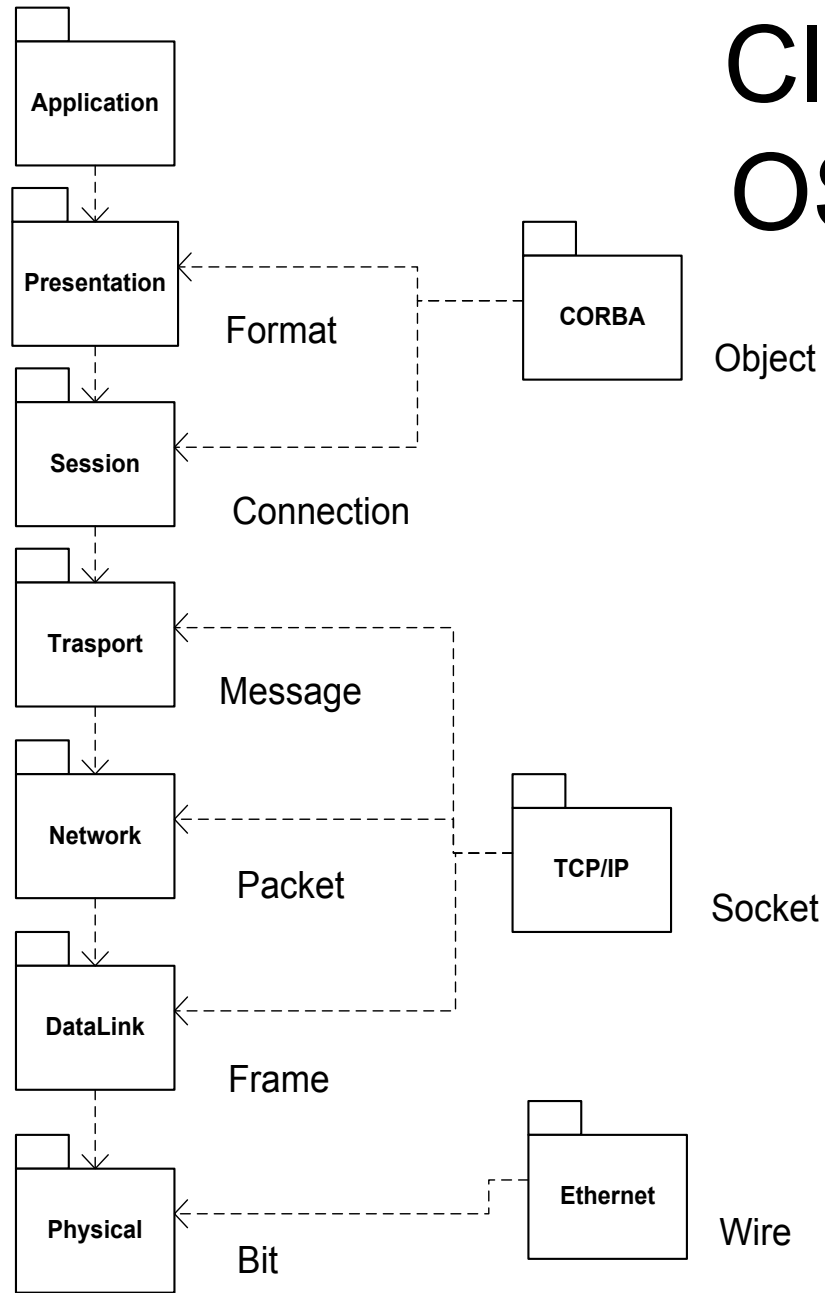 Application
Presentation
Format
CORBA
Object
Session
Connection
Trasport
Message
Network
Packet
TCP/IP
Socket
DataLink
Frame
Physical
Bit
Ethernet
Wire